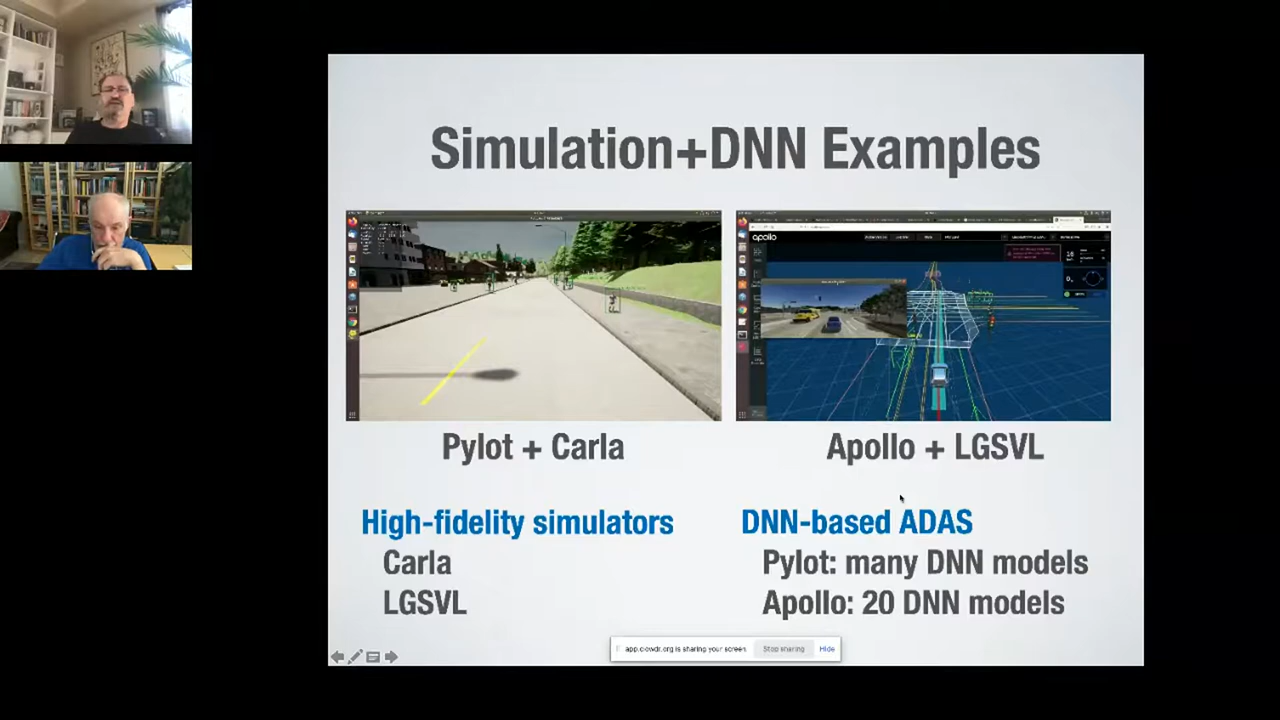 Simulation+DNN Examples
apollo
Pylot + Carla
Apollo + LGSVL
High-fidelity simulators
Carla
LGSVL
DNN-based ADAS
Pylot: many DNN models
Apollo: 20 DNN models
app.clowdr.org is sharing your screen.
Stop sharing
Hide